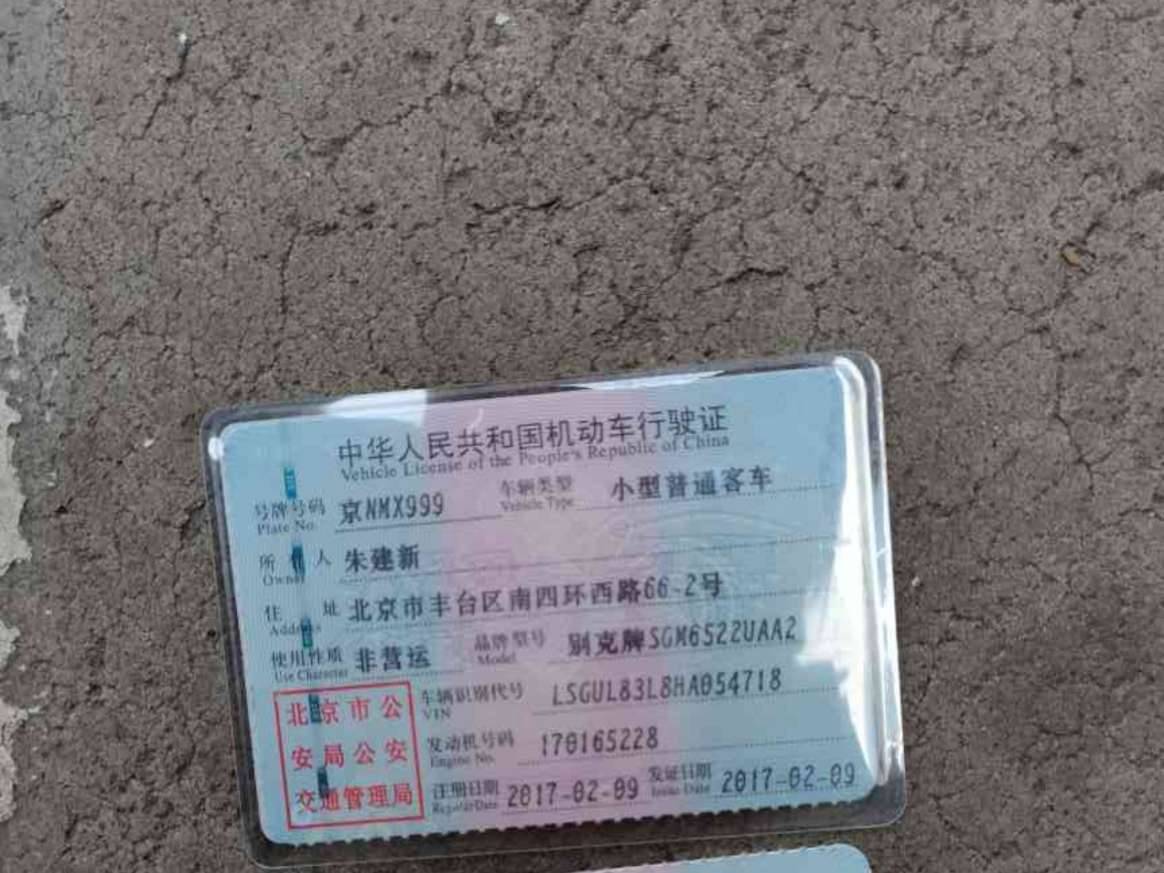 中华人民共和国机动车行驶证
Vehicle License of the People's Republic of China
号牌号码 京NMX999 车辆类型 小型普通客车
Plate No. Vehicle Type
所有人 朱建新
Owner
住址 北京市丰台区南四环西路66-2号
Address
使用性质 非营运 品牌型号 别克牌SGM6522UAA2
Use Character Model
北京市公 车辆识别代号 LSGUL83L8HA054718
VIN
安局公安 发动机号码 170165228
Engine No.
交通管理局 注册日期 2017-02-09 发证日期 2017-02-09
Register Date Issue Date